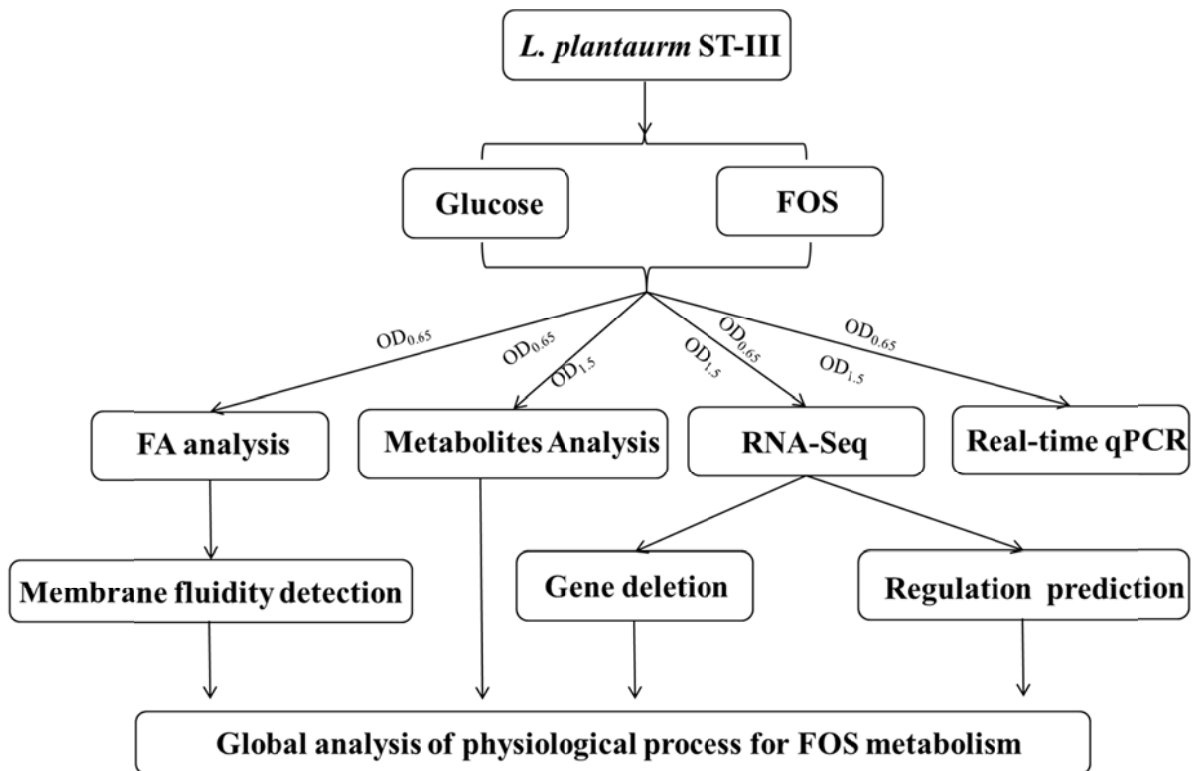 L. plantaurm ST-III
Glucose
FOS
OD0.65
OD0.65
OD1.5
OD0.65
OD1.5
OD0.65
OD1.5
FA analysis
Metabolites Analysis
RNA-Seq
Real-time qPCR
Membrane fluidity detection
Gene deletion
Regulation prediction
Global analysis of physiological process for FOS metabolism